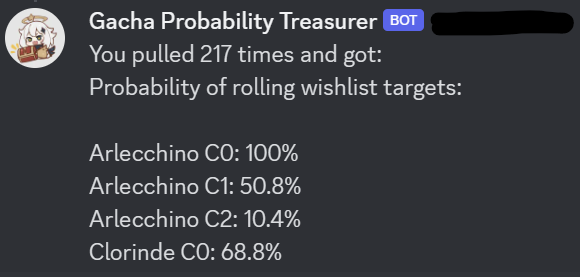 Gacha Probability Treasurer BOT
You pulled 217 times and got:
Probability of rolling wishlist targets:
Arlecchino C0: 100%
Arlecchino C1: 50.8%
Arlecchino C2: 10.4%
Clorinde C0: 68.8%